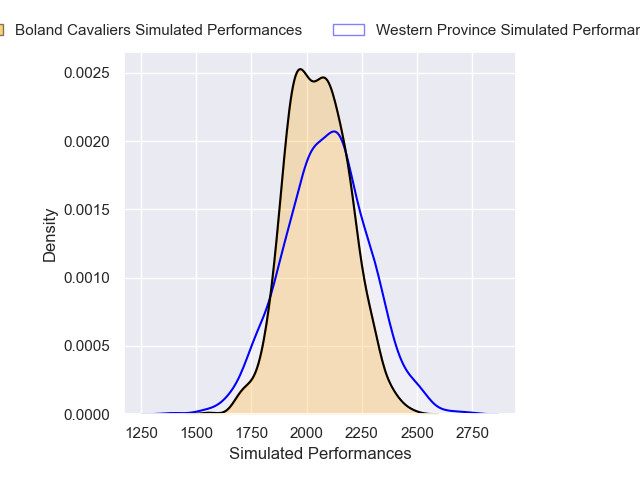 Boland Cavaliers Simulated Performances
Western Province Simulated
0.0025
0.0020
0.0015
0.0010
0.0005
0.0000
Density
1250 1500 1750 2000 2250 2500 2750
Simulated Performances